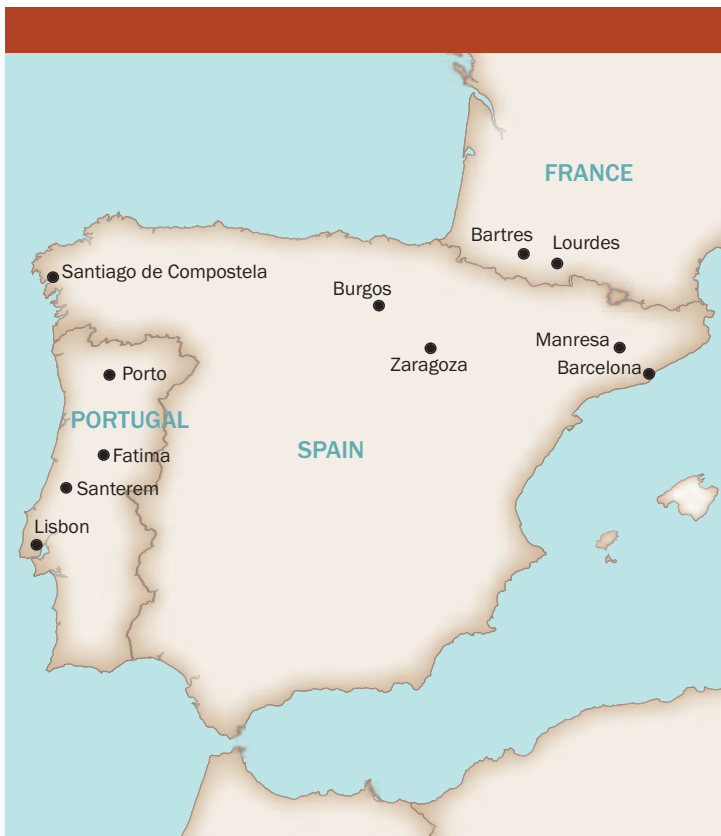 FRANCE
Bartres
Lourdes
Santiago de Compostela
Burgos
Manresa
Zaragoza
Barcelona
Porto
PORTUGAL
SPAIN
Fatima
Santerem
Lisbon